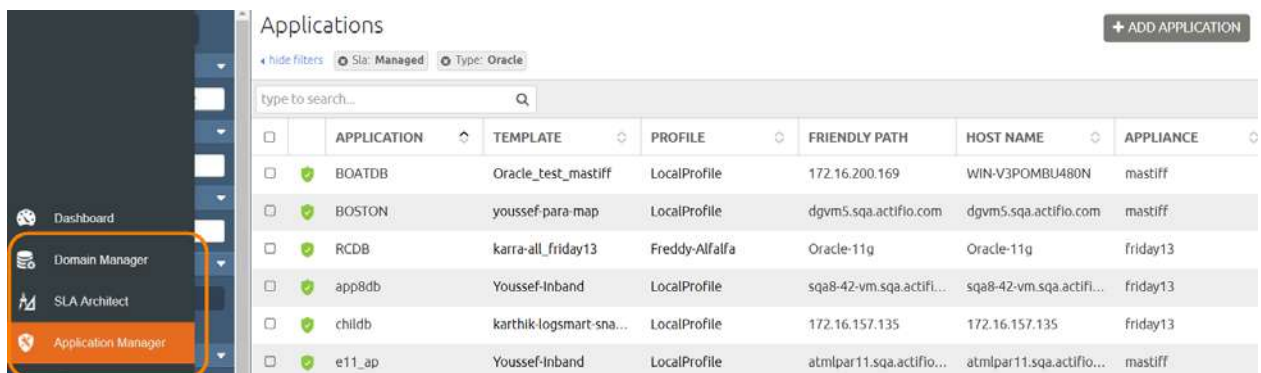 Applications
+ ADD APPLICATION
hide filters Sla: Managed Type: Oracle
type to search...
APPLICATION TEMPLATE PROFILE FRIENDLY PATH HOST NAME APPLIANCE
BOATDB Oracle_test_mastiff LocalProfile 172.16.200.169 WIN-V3POMBU480N mastiff
BOSTON youssef-para-map LocalProfile dgvm5.sqa.actifio.com dgvm5.sqa.actifio.com mastiff
RCDB karra-all_friday13 Freddy-Alfalfa Oracle-11g Oracle-11g friday13
app8db Youssef-Inband LocalProfile sqa8-42-vm.sqa.actifi... sqa8-42-vm.sqa.actifi... friday13
childb karthik-logsmart-sna... LocalProfile 172.16.157.135 172.16.157.135 friday13
e11_ap Youssef-Inband LocalProfile atmlpar11.sqa.actifio... atmlpar11.sqa.actifio... mastiff
Dashboard
Domain Manager
SLA Architect
Application Manager